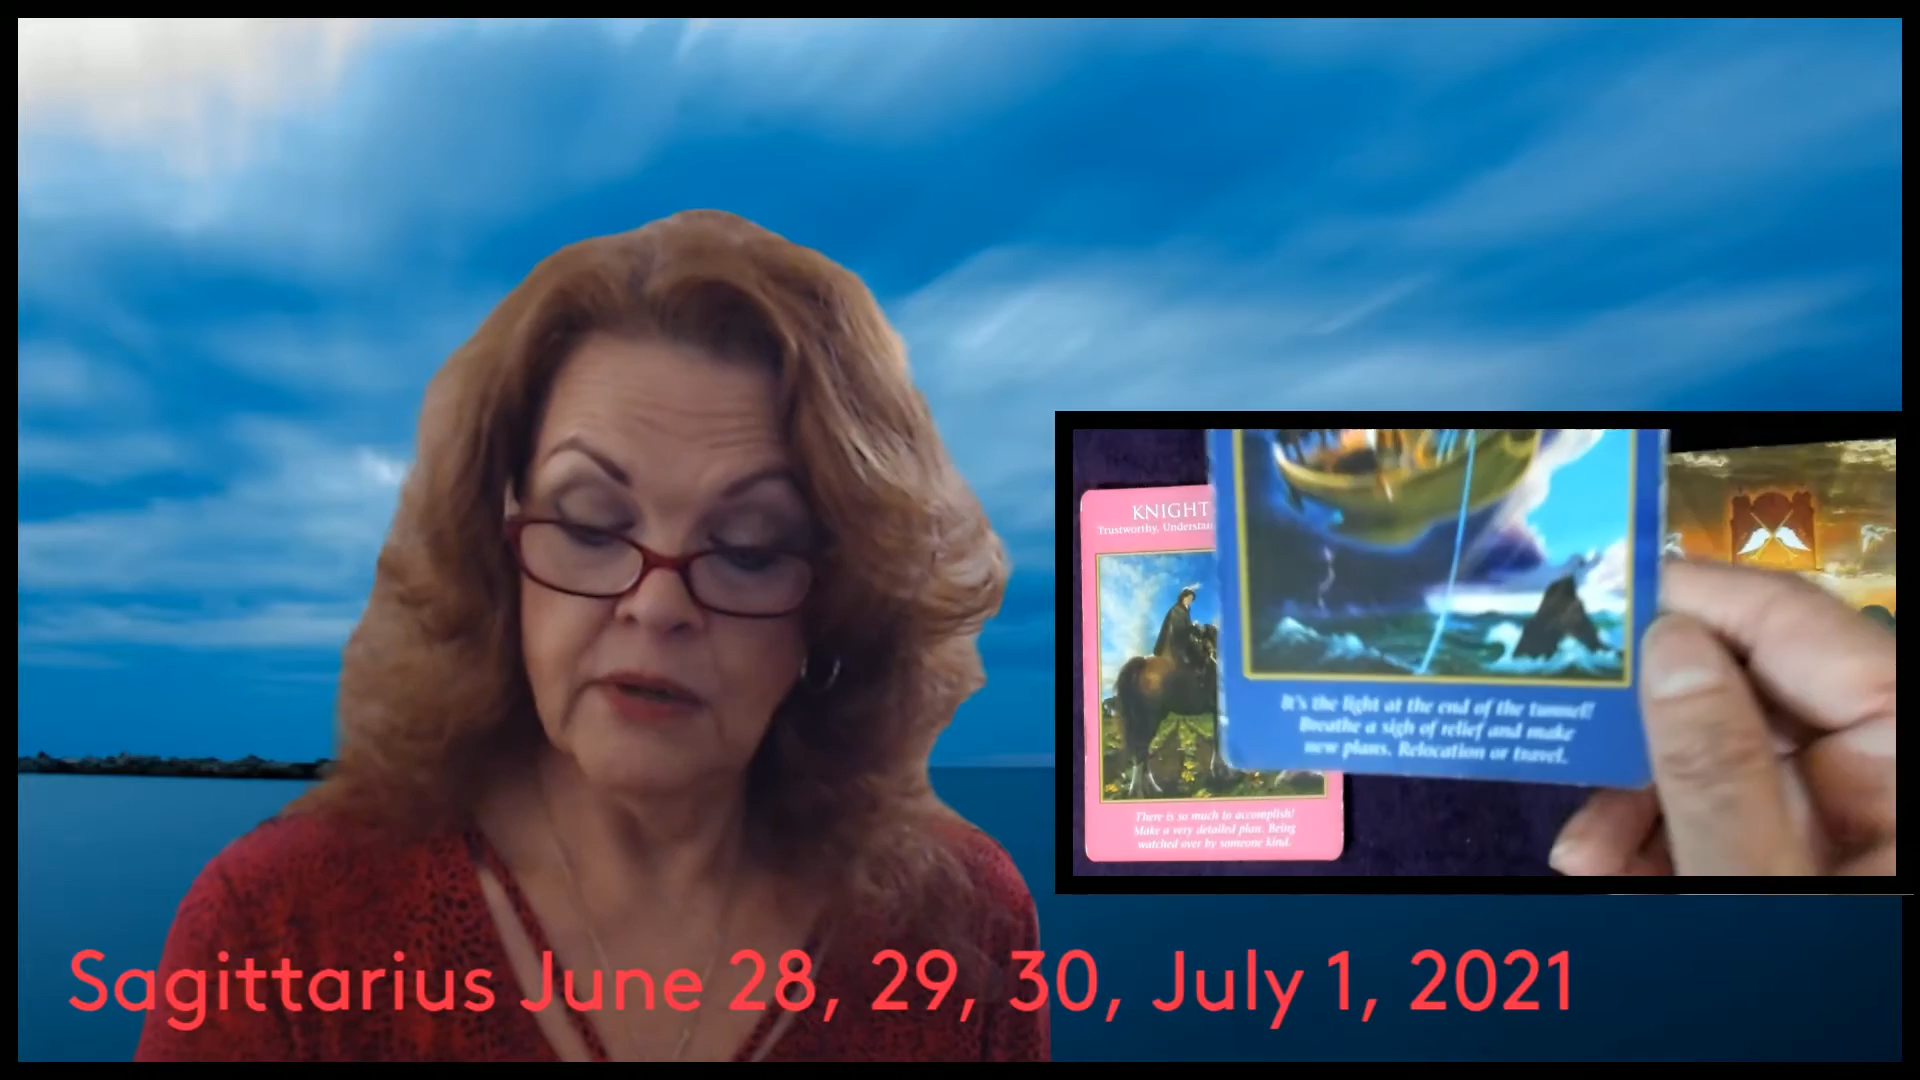 KNIGHT
Trustworthy,
There is so much to accomplish!
Make a very detailed plan. Being
watched over by someone kind.
It's the light at the end of the tunnel!
Breathe a sigh of relief and make
new plans. Relocation or travel.
Sagittarius June 28, 29, 30, July 1, 2021